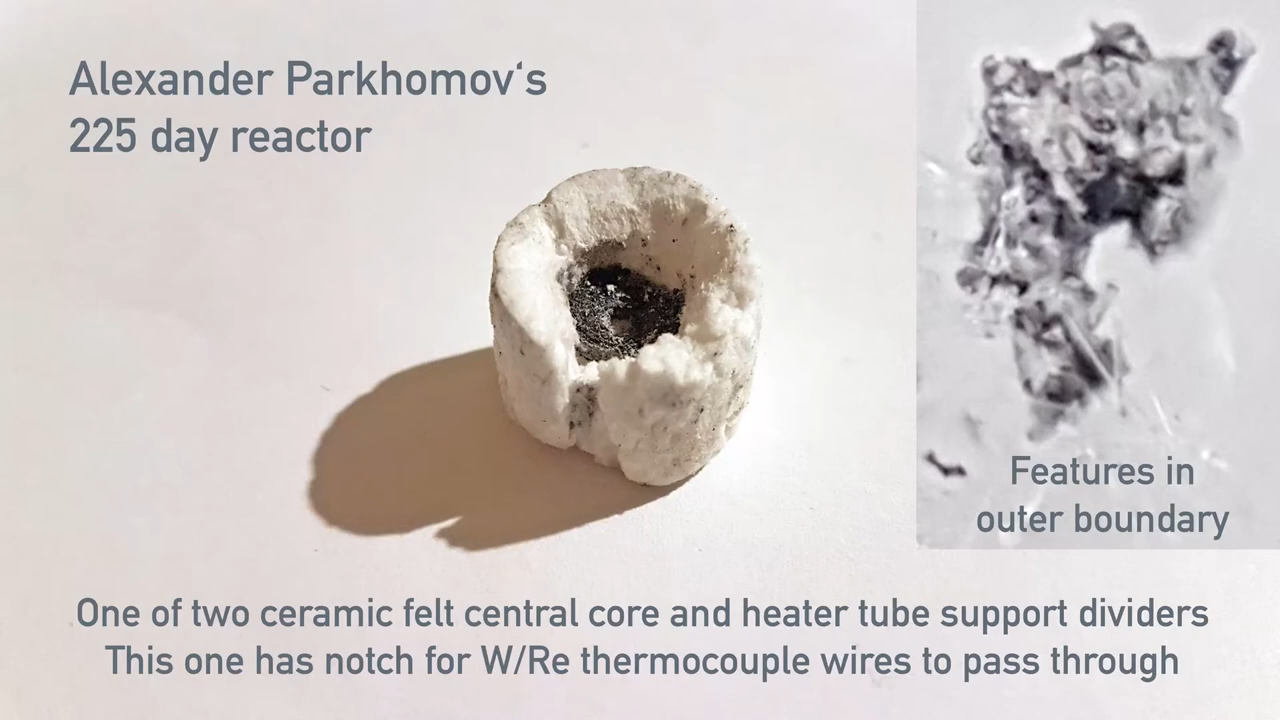 Alexander Parkhomov‘s
225 day reactor
Features in
outer boundary
One of two ceramic felt central core and heater tube support dividers
This one has notch for W/Re thermocouple wires to pass through